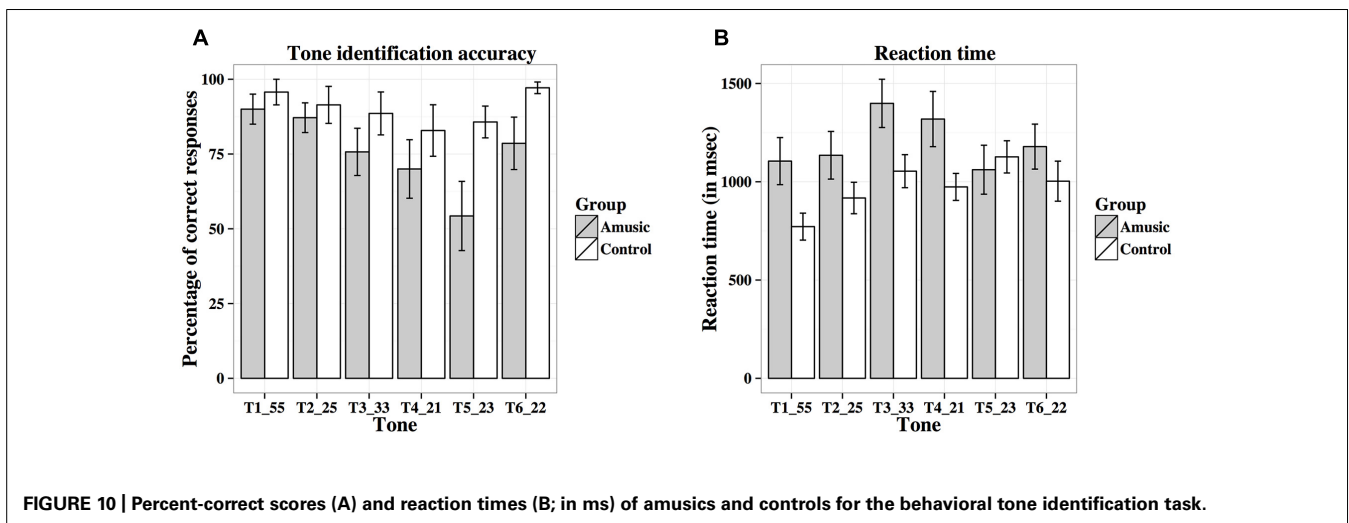 A
Tone identification accuracy
100
75
50
25
0
Percentage of correct responses
T1_55 T2_25 T3_33 T4_21 T5_23 T6_22
Tone
Group
Amusic
Control
B
Reaction time
1500
1000
500
0
Reaction time (in msec)
T1_55 T2_25 T3_33 T4_21 T5_23 T6_22
Tone
Group
Amusic
Control
FIGURE 10 | Percent-correct scores (A) and reaction times (B; in ms) of amusics and controls for the behavioral tone identification task.